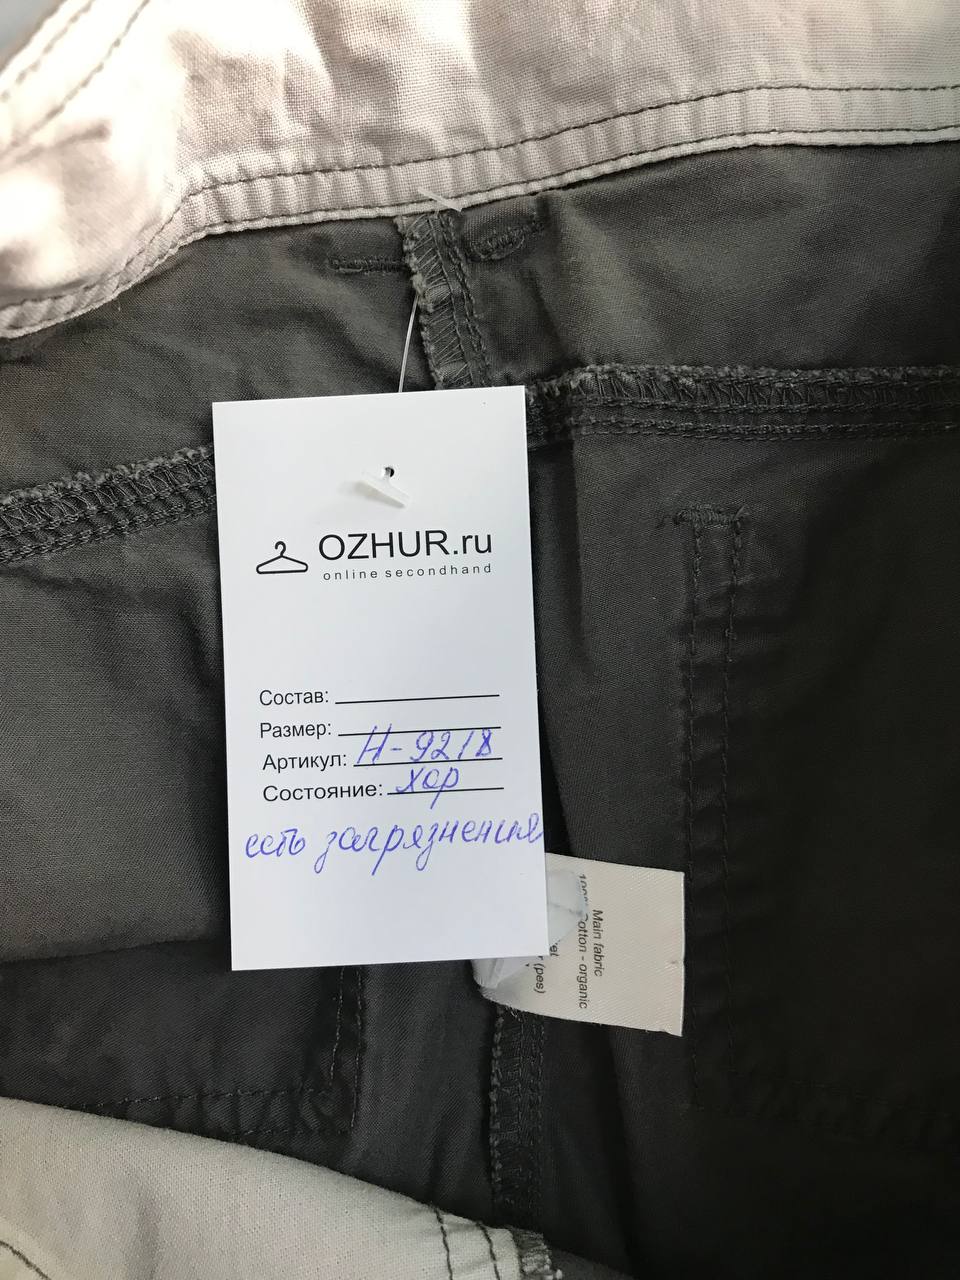 OZHUR.ru
online secondhand
Состав:
Размер:
Артикул: Н-9218
Состояние: хор
есть загрязнения
Main fabric
Cotton - organic
(pes)